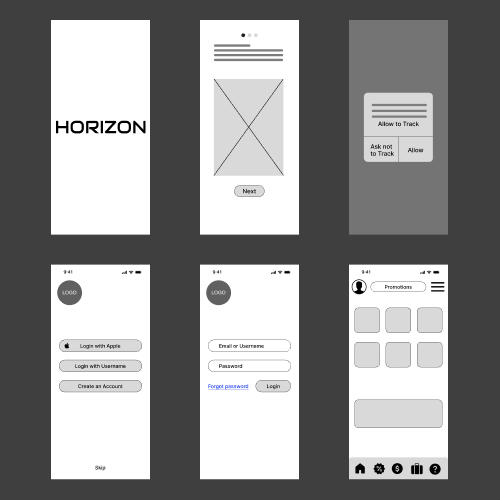 HORIZON
Next
Allow to Track
Ask not
to Track
Allow
9:41
LOGO
Login with Apple
Login with Username
Create an Account
Skip
9:41
LOGO
Email or Username
Password
Forgot password
Login
9:41
Promotions
$
?